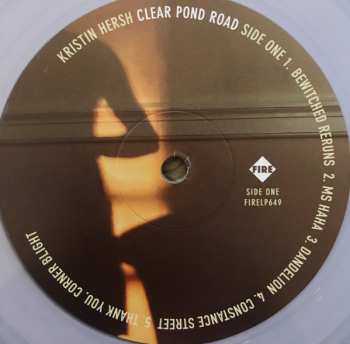 KRISTIN HERSH CLEAR POND ROAD SIDE ONE 1. BEWITCHED RERUNS 2. MS HAHA 3. DANDELION 4. CONSTANCE STREET 5. THANK YOU, CORNER BLIGHT
FIRE
SIDE ONE
FIRELP649